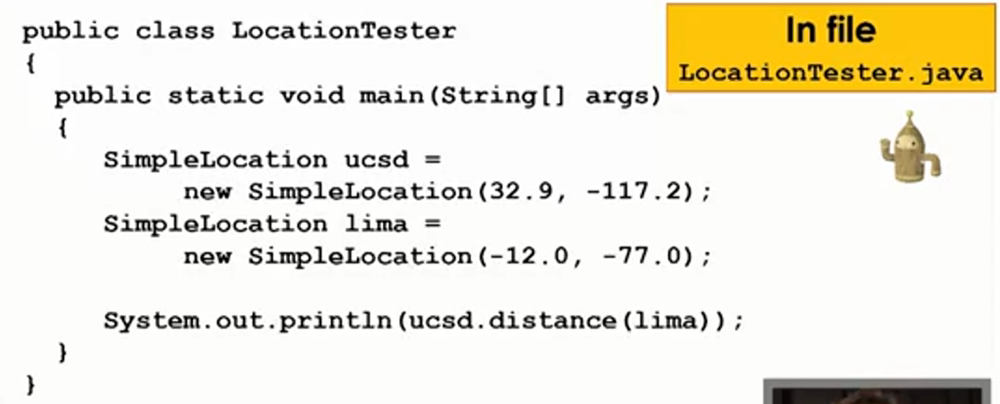 public class LocationTester
{
public static void main(String[] args)
{
SimpleLocation ucsd =
new SimpleLocation(32.9, -117.2);
SimpleLocation lima =
new SimpleLocation(-12.0, -77.0);
System.out.println(ucsd.distance(lima));
}
}
In file
LocationTester.java